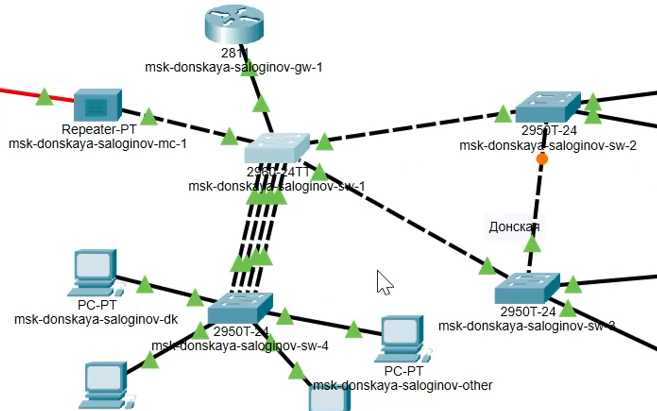 2811
msk-donskaya-saloginov-gw-1
Repeater-PT
msk-donskaya-saloginov-mc-1
2950T-24
msk-donskaya-saloginov-sw-2
2960-24TT
msk-donskaya-saloginov-sw-1
Донская
PC-PT
msk-donskaya-saloginov-dk
2950T-24
msk-donskaya-saloginov-sw-3
2950T-24
msk-donskaya-saloginov-sw-4
PC-PT
msk-donskaya-saloginov-other